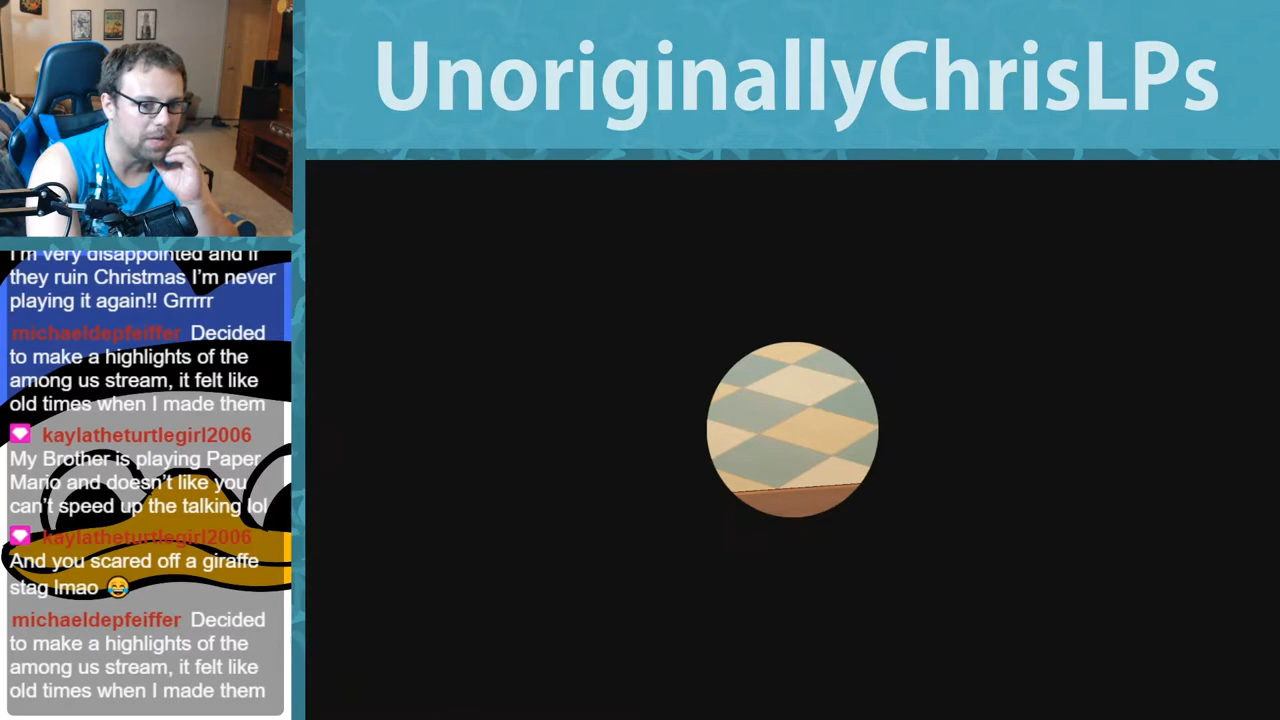 UnoriginallyChrisLPs
I'm very disappointed and if
they ruin Christmas I'm never
playing it again!! Grrrrr
michaeldepfeiffer Decided
to make a highlights of the
among us stream, it felt like
old times when I made them
kaylatheturtlegirl2006
My Brother is playing Paper
Mario and doesn't like you
can't speed up the talking lol
kaylatheturtlegirl2006
And you scared off a giraffe
stag lmao 😂
michaeldepfeiffer Decided
to make a highlights of the
among us stream, it felt like
old times when I made them